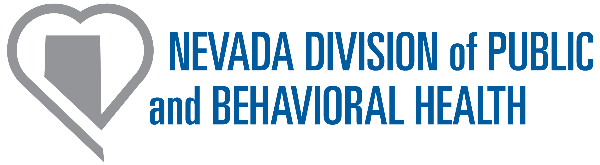 NEVADA DIVISION of PUBLIC
and BEHAVIORAL HEALTH